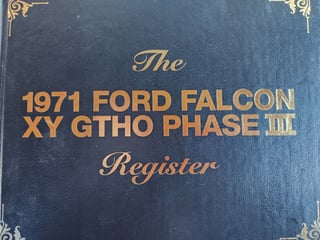 The
1971 FORD FALCON
XY GTHO PHASE III
Register